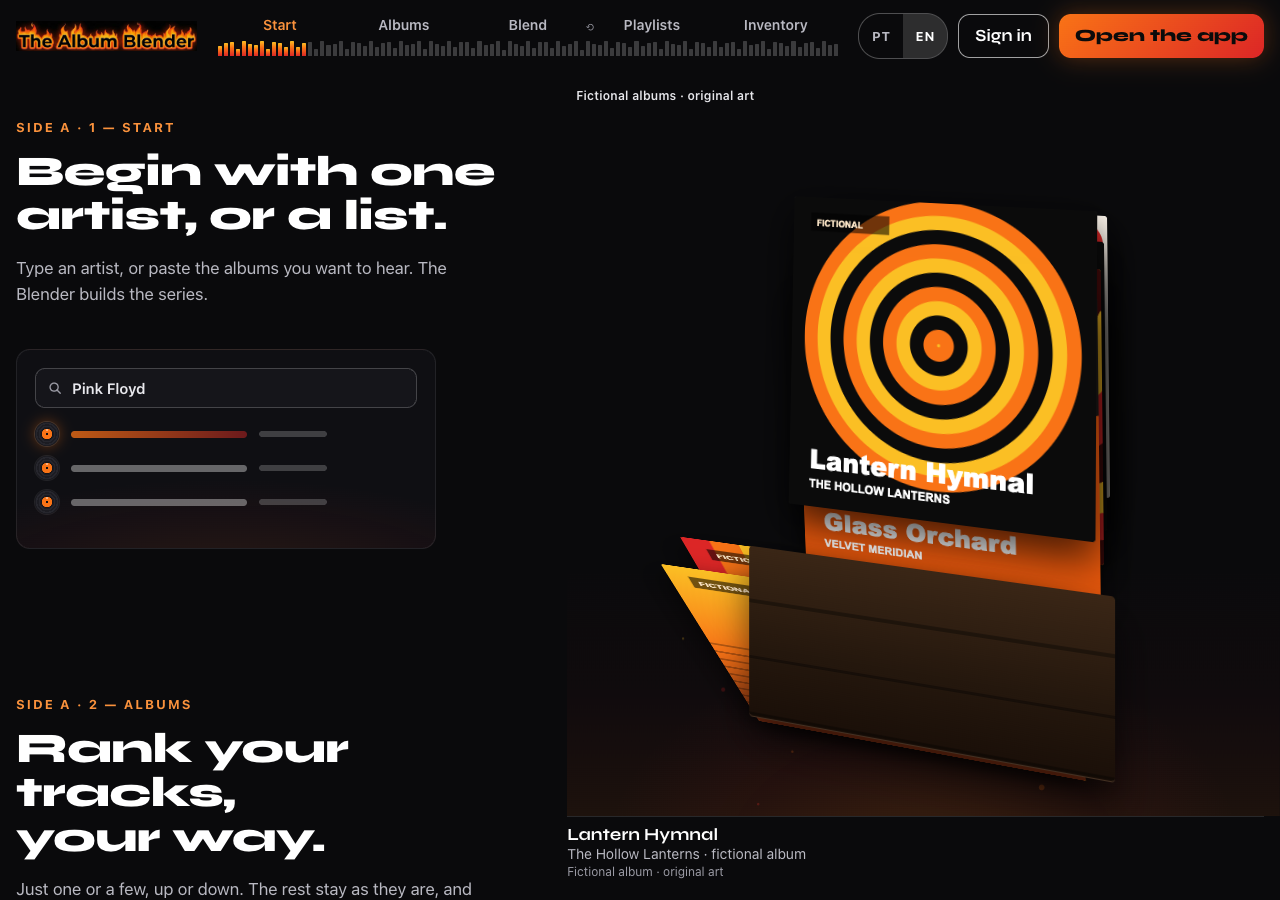 The Album Blender
Start
Albums
Blend
Playlists
Inventory
PT
EN
Sign in
Open the app
Fictional albums · original art
SIDE A · 1 — START
Begin with one
artist, or a list.
Type an artist, or paste the albums you want to hear. The
Blender builds the series.
Pink Floyd
FICTIONAL
Lantern Hymnal
THE HOLLOW LANTERNS
Glass Orchard
VELVET MERIDIAN
SIDE A · 2 — ALBUMS
Rank your
tracks,
your way.
Just one or a few, up or down. The rest stay as they are, and
Lantern Hymnal
The Hollow Lanterns · fictional album
Fictional album · original art